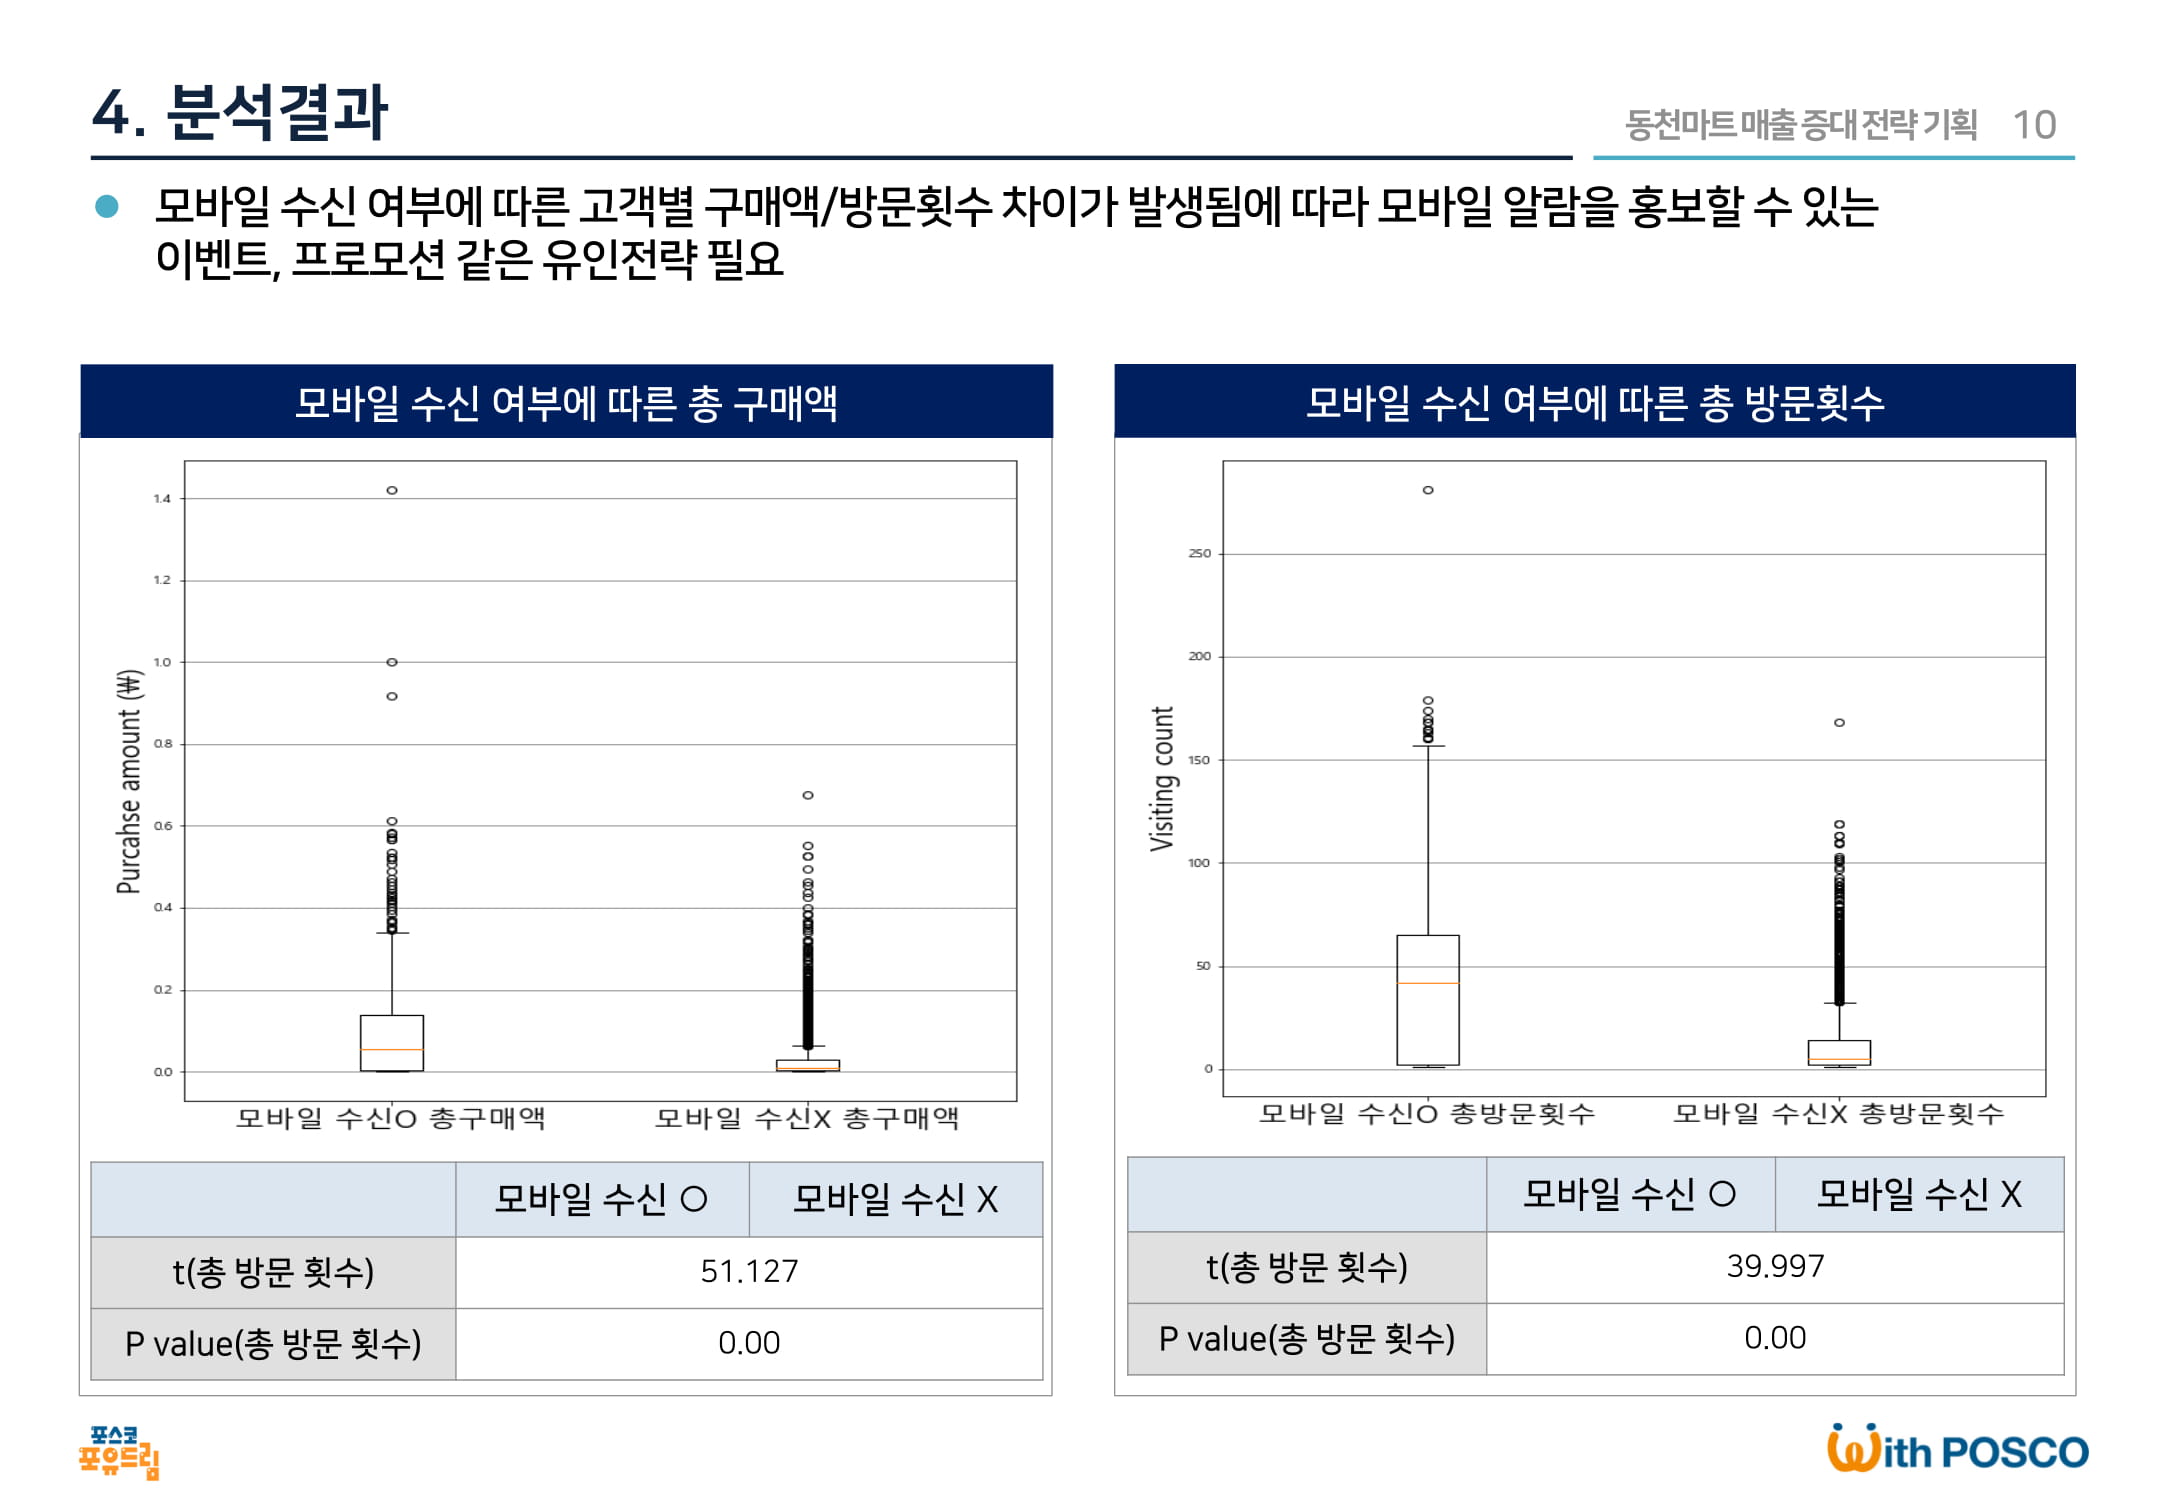 4. 분석결과
동천마트 매출 증대 전략 기획 10
모바일 수신 여부에 따른 고객별 구매액/방문횟수 차이가 발생됨에 따라 모바일 알람을 홍보할 수 있는
이벤트, 프로모션 같은 유인전략 필요
모바일 수신 여부에 따른 총 구매액
1.4
1.2
1.0
0.8
0.6
0.4
0.2
0.0
Purcahse amount (₩)
모바일 수신O 총구매액
모바일 수신X 총구매액
모바일 수신 O
모바일 수신 X
t(총 방문 횟수)
51.127
P value(총 방문 횟수)
0.00
모바일 수신 여부에 따른 총 방문횟수
250
200
150
100
50
0
Visiting count
모바일 수신O 총방문횟수
모바일 수신X 총방문횟수
모바일 수신 O
모바일 수신 X
t(총 방문 횟수)
39.997
P value(총 방문 횟수)
0.00
포스코
포유드림
With POSCO